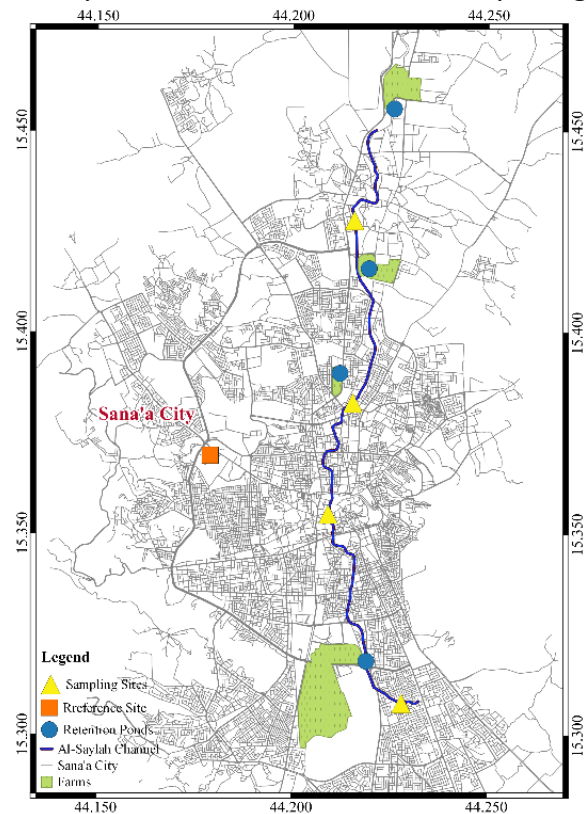 44.150 44.200 44.250
15.450 15.450
15.400 15.400
Sana'a City
15.350 15.350
15.300 15.300
Legend
Sampling Sites
Rreference Site
Retention Ponds
Al-Saylah Channel
Sana'a City
Farms
44.150 44.200 44.250